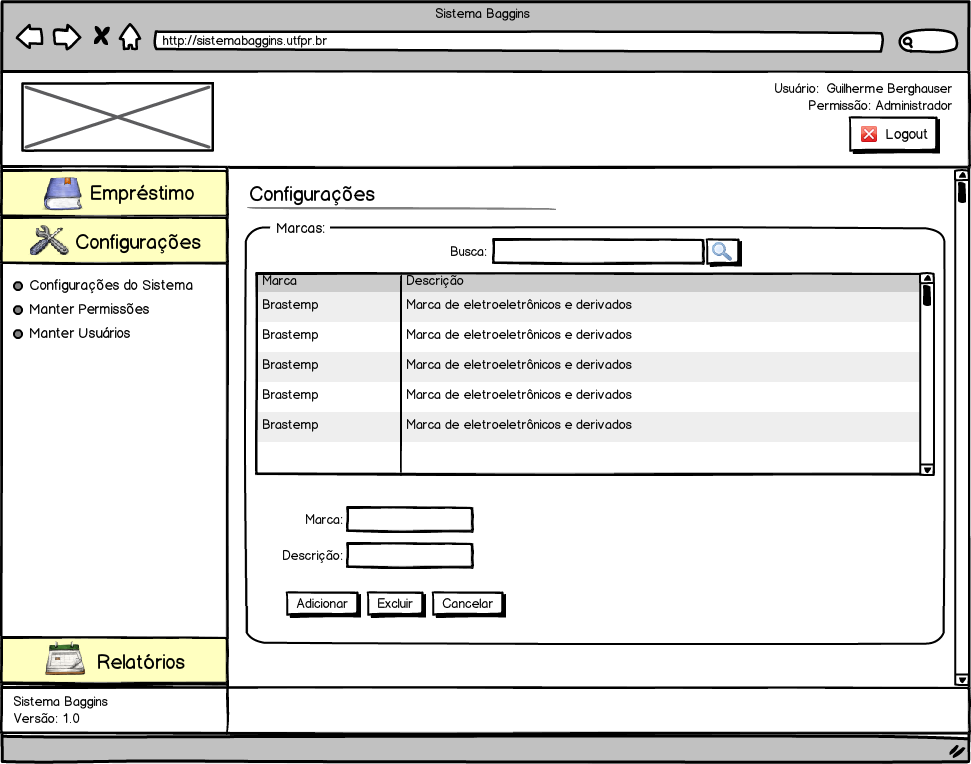 Sistema Baggins
http://sistemabaggins.utfpr.br
Usuário: Guilherme Berghauser
Permissão: Administrador
Logout
Empréstimo
Configurações
Configurações do Sistema
Manter Permissões
Manter Usuários
Relatórios
Sistema Baggins
Versão: 1.0
Configurações
Marcas:
Busca:
Marca Descrição
Brastemp Marca de eletroeletrônicos e derivados
Brastemp Marca de eletroeletrônicos e derivados
Brastemp Marca de eletroeletrônicos e derivados
Brastemp Marca de eletroeletrônicos e derivados
Brastemp Marca de eletroeletrônicos e derivados
Marca:
Descrição:
Adicionar Excluir Cancelar